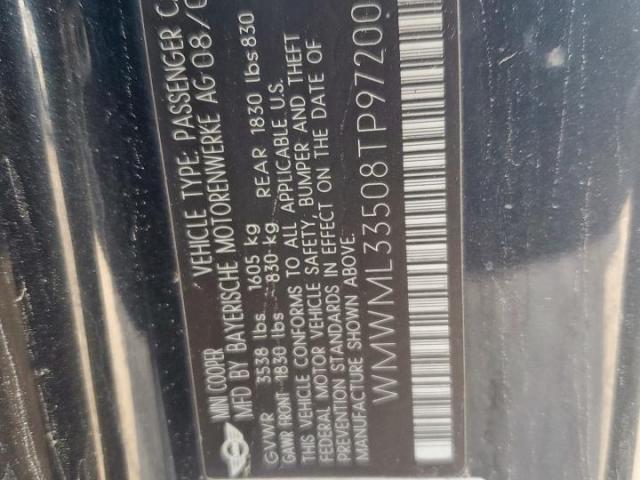 MINI COOPER VEHICLE TYPE: PASSENGER C
MFD BY BAYERISCHE MOTORENWERKE AG 08/
GVWR 3538 lbs. 1605 kg
GAWR FRONT 1830 lbs 830 kg REAR 1830 lbs 830
THIS VEHICLE CONFORMS TO ALL APPLICABLE U.S.
FEDERAL MOTOR VEHICLE SAFETY, BUMPER AND THEFT
PREVENTION STANDARDS IN EFFECT ON THE DATE OF
MANUFACTURE SHOWN ABOVE.
WMWML33508TP97200